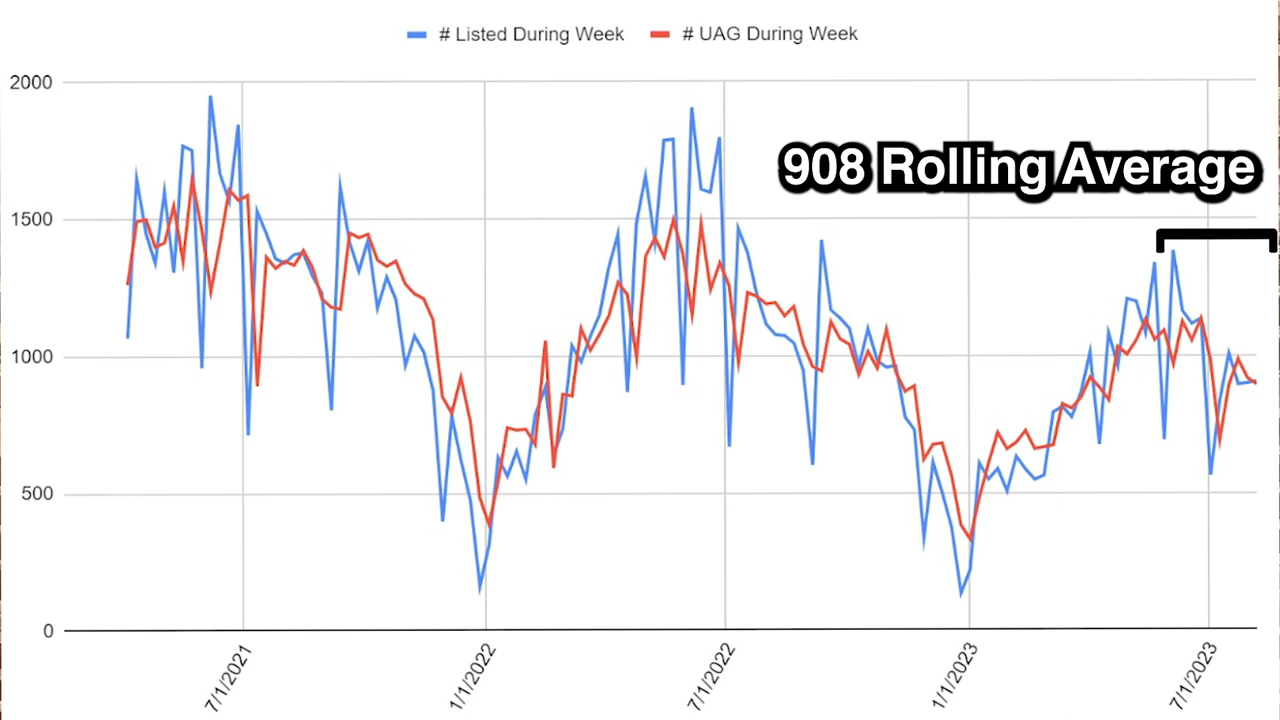 # Listed During Week # UAG During Week
2000
908 Rolling Average
1500
1000
500
0
7/1/2021 1/1/2022 7/1/2022 1/1/2023 7/1/2023